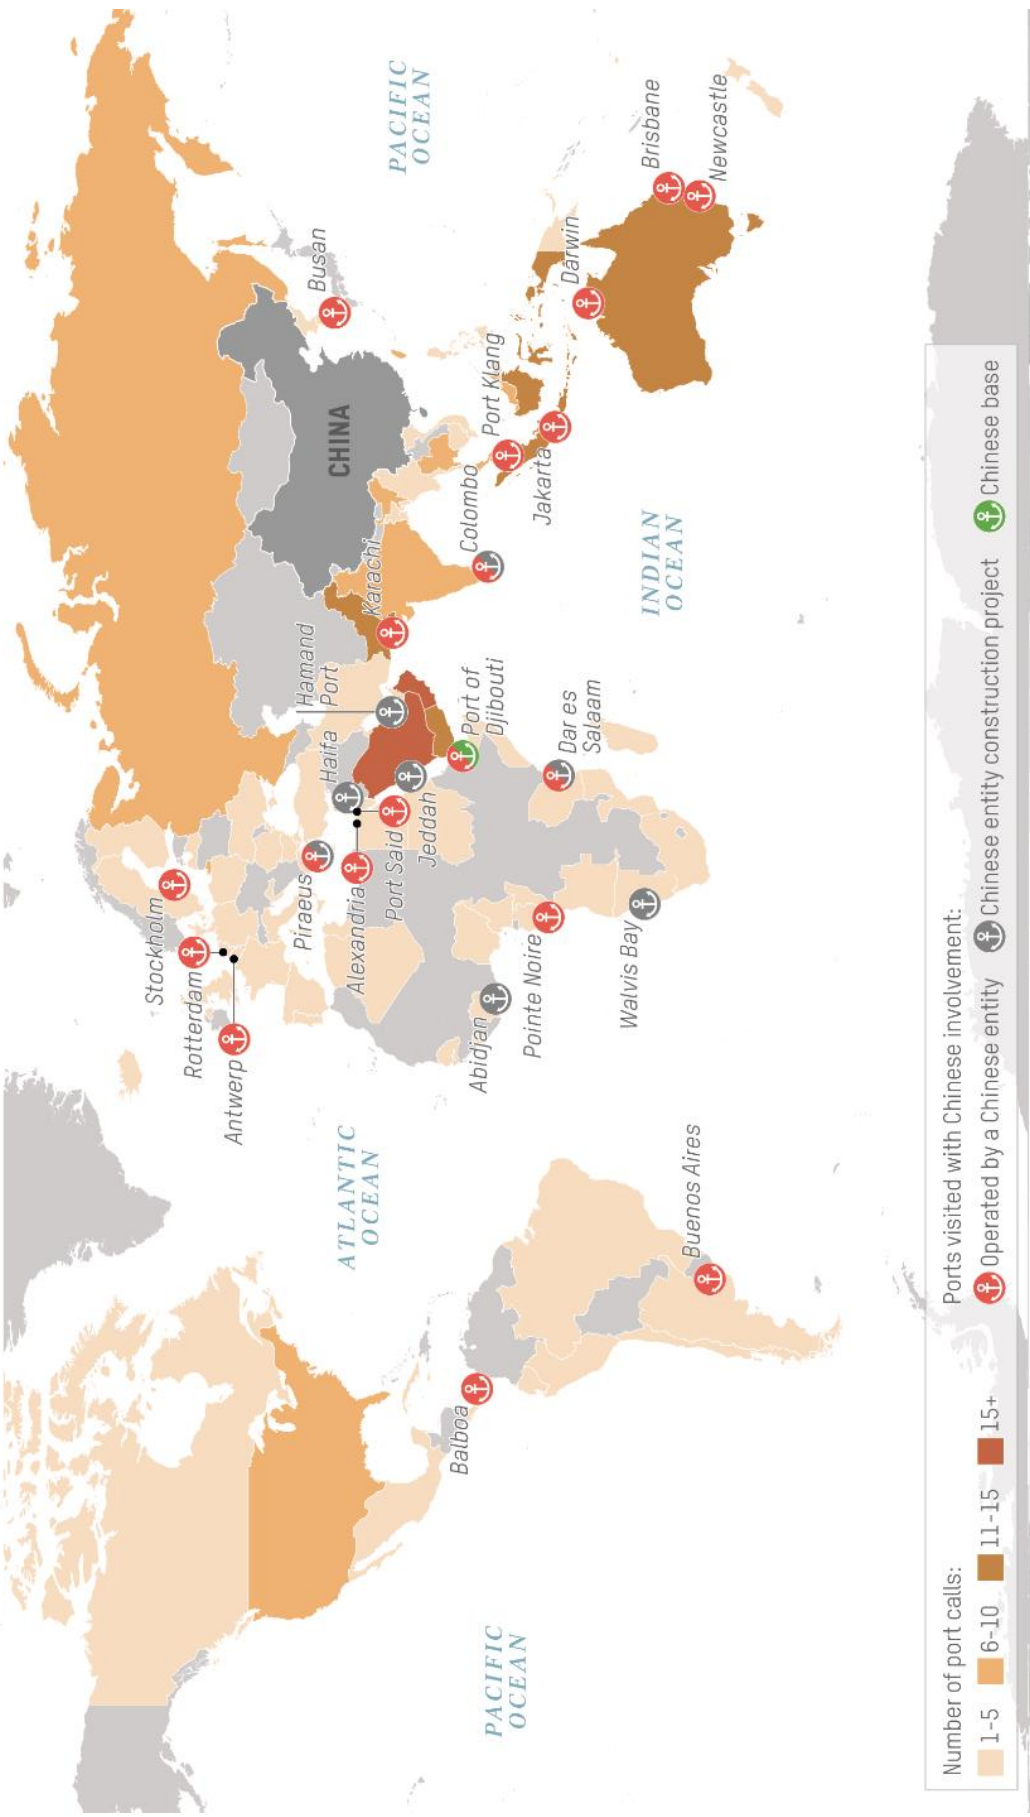 Stockholm
Rotterdam
Antwerp
Piraeus
Alexandria
Haifa
Port Said
Jeddah
Hamand
Port
Karachi
CHINA
Busan
PACIFIC
OCEAN
ATLANTIC
OCEAN
Balboa
Abidjan
Pointe Noire
Port of
Djibouti
Colombo
Port Klang
Jakarta
Darwin
Brisbane
Newcastle
Dar es
Salaam
Walvis Bay
Buenos Aires
PACIFIC
OCEAN
INDIAN
OCEAN
Number of port calls:
1-5
6-10
11-15
15+
Ports visited with Chinese involvement:
Operated by a Chinese entity
Chinese entity construction project
Chinese base